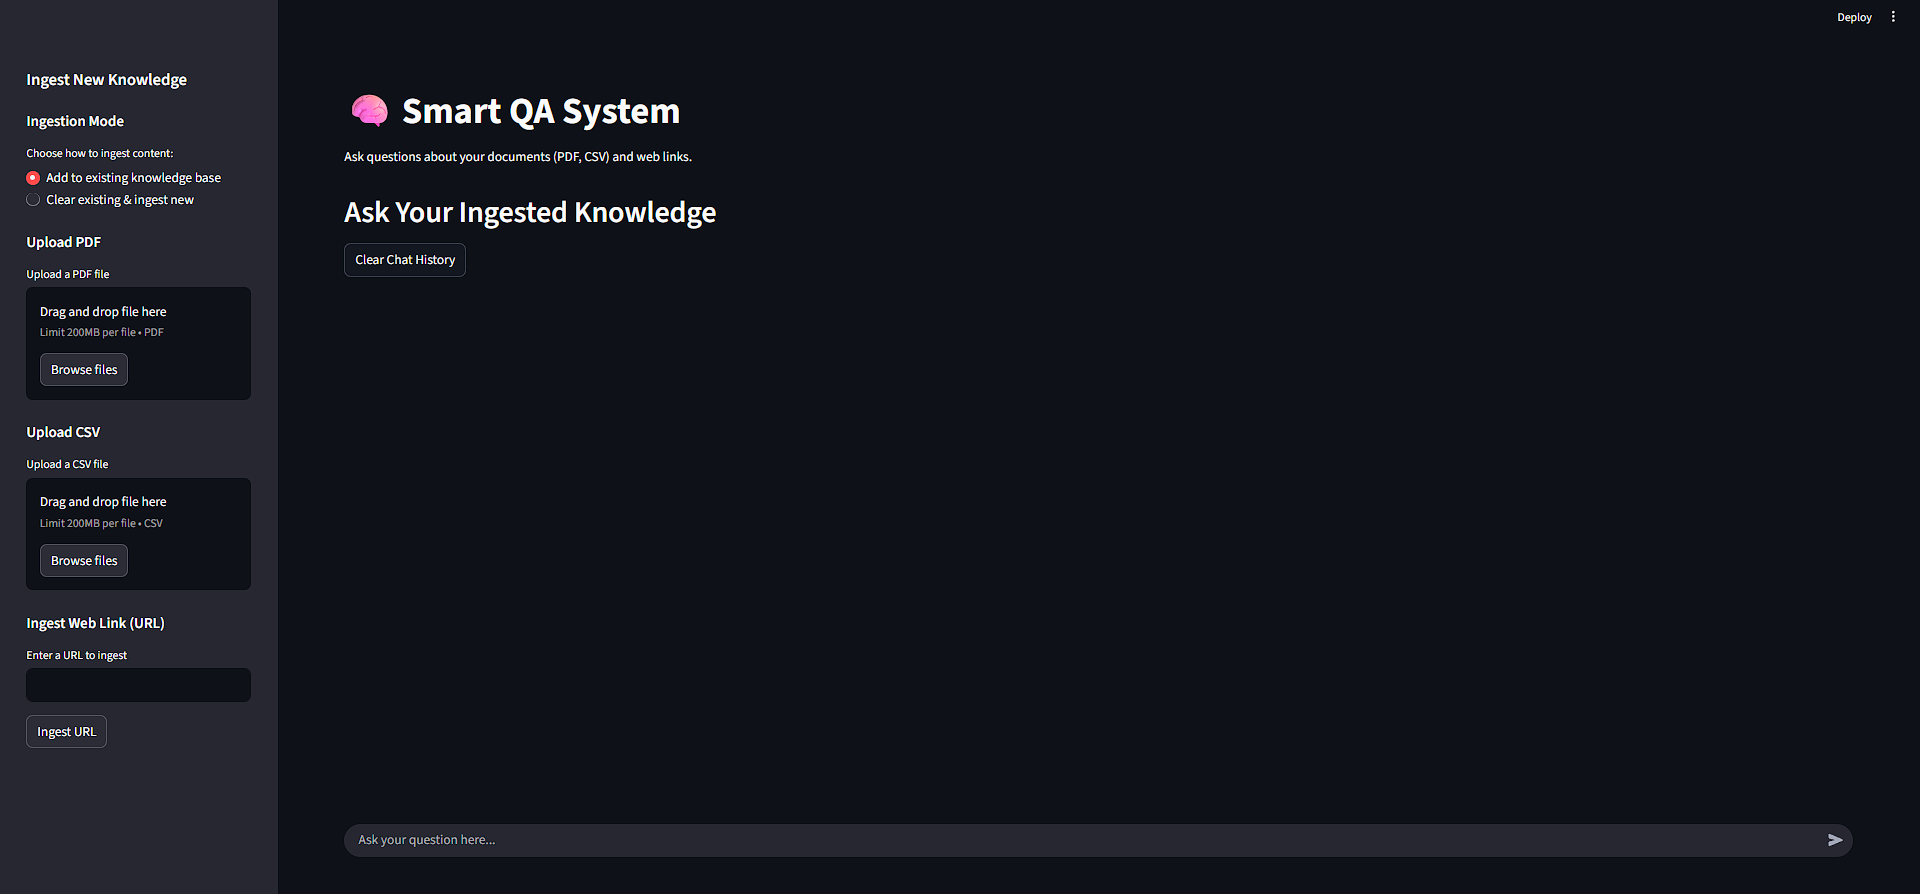 Deploy
Ingest New Knowledge
Ingestion Mode
Choose how to ingest content:
Add to existing knowledge base
Clear existing & ingest new
Upload PDF
Upload a PDF file
Drag and drop file here
Limit 200MB per file • PDF
Browse files
Upload CSV
Upload a CSV file
Drag and drop file here
Limit 200MB per file • CSV
Browse files
Ingest Web Link (URL)
Enter a URL to ingest
Ingest URL
Smart QA System
Ask questions about your documents (PDF, CSV) and web links.
Ask Your Ingested Knowledge
Clear Chat History
Ask your question here...